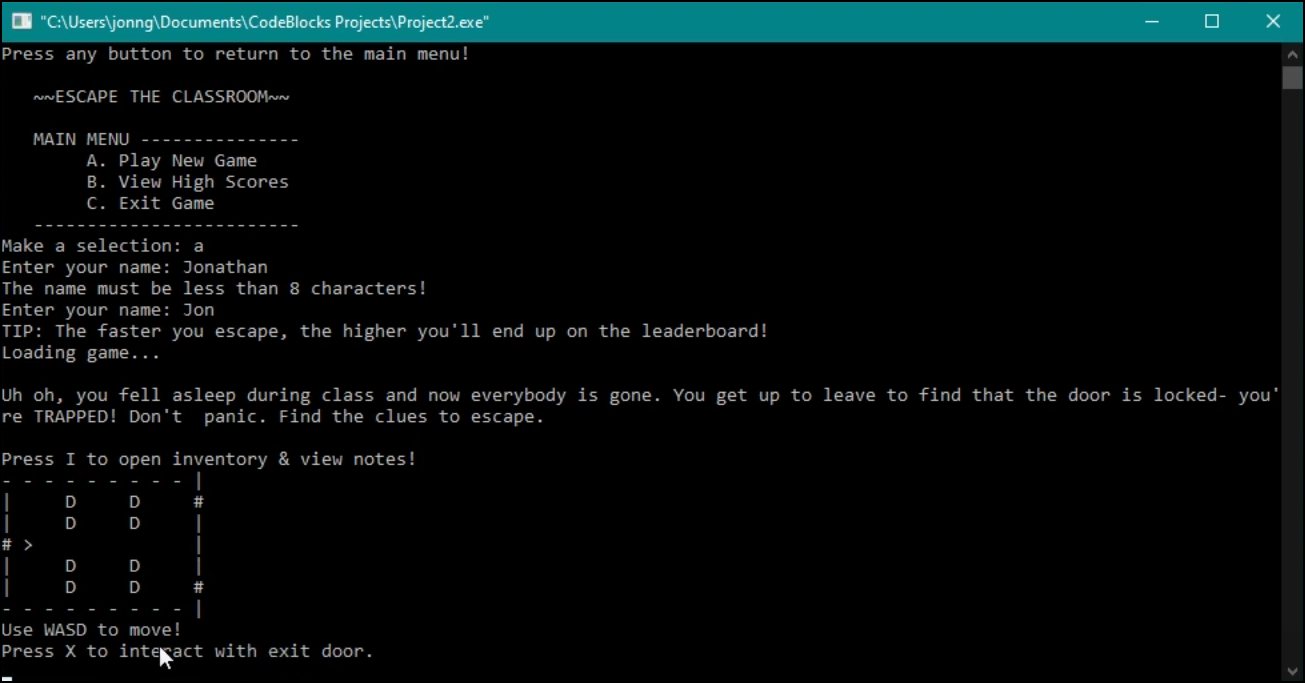 "C:\Users\jonng\Documents\CodeBlocks Projects\Project2.exe"
Press any button to return to the main menu!
~~ESCAPE THE CLASSROOM~~
MAIN MENU ---------------
A. Play New Game
B. View High Scores
C. Exit Game
-------------------------
Make a selection: a
Enter your name: Jonathan
The name must be less than 8 characters!
Enter your name: Jon
TIP: The faster you escape, the higher you'll end up on the leaderboard!
Loading game...
Uh oh, you fell asleep during class and now everybody is gone. You get up to leave to find that the door is locked- you'
re TRAPPED! Don't  panic. Find the clues to escape.
Press I to open inventory & view notes!
- - - - - - - - - |
|     D     D     #
|     D     D     |
# >               |
|     D     D     |
|     D     D     #
- - - - - - - - - |
Use WASD to move!
Press X to interact with exit door.